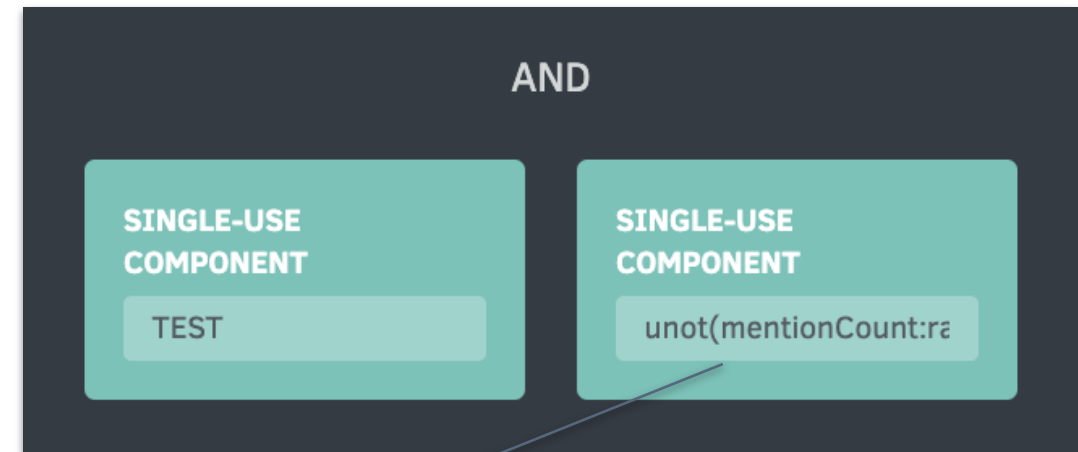 AND
SINGLE-USE
COMPONENT
TEST
SINGLE-USE
COMPONENT
unot(mentionCount:ra